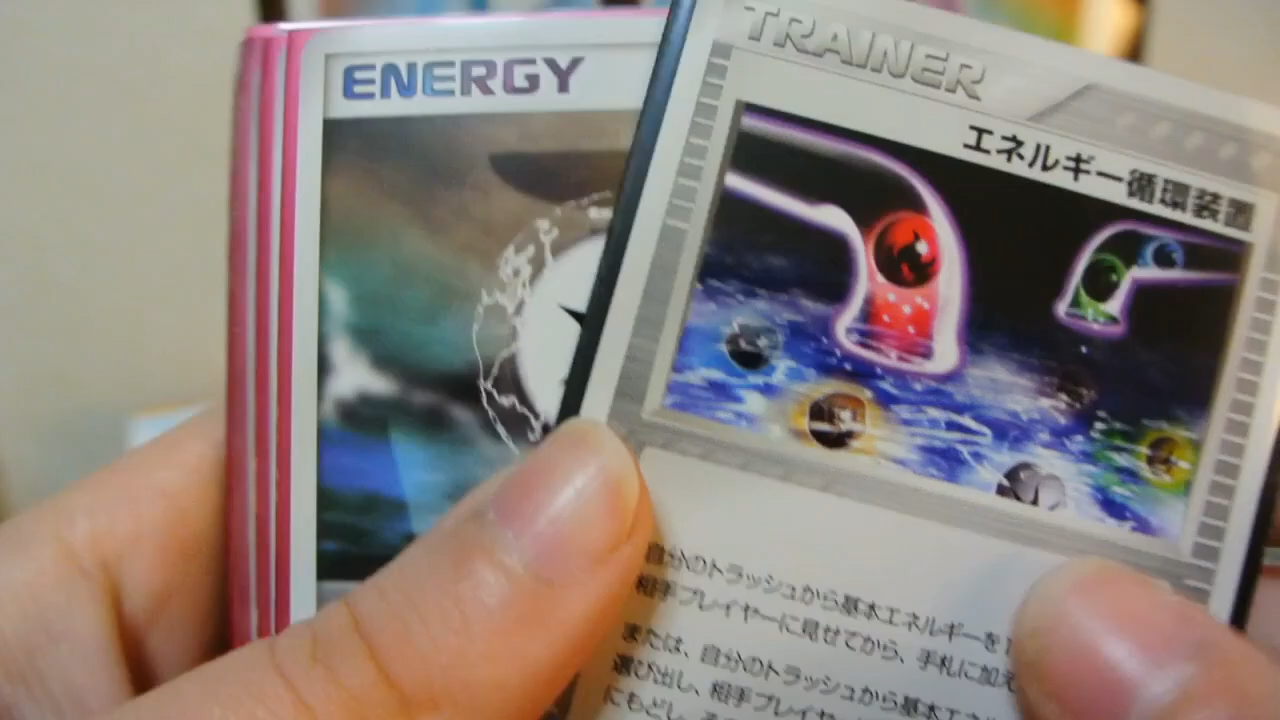 ENERGY
TRAINER
エネルギー循環装置
自分のトラッシュから基本エネルギーを
相手プレイヤーに見せてから、手札に加え
または、自分のトラッシュから基本エネル
選び出し、相手プレイヤー
にもどし、